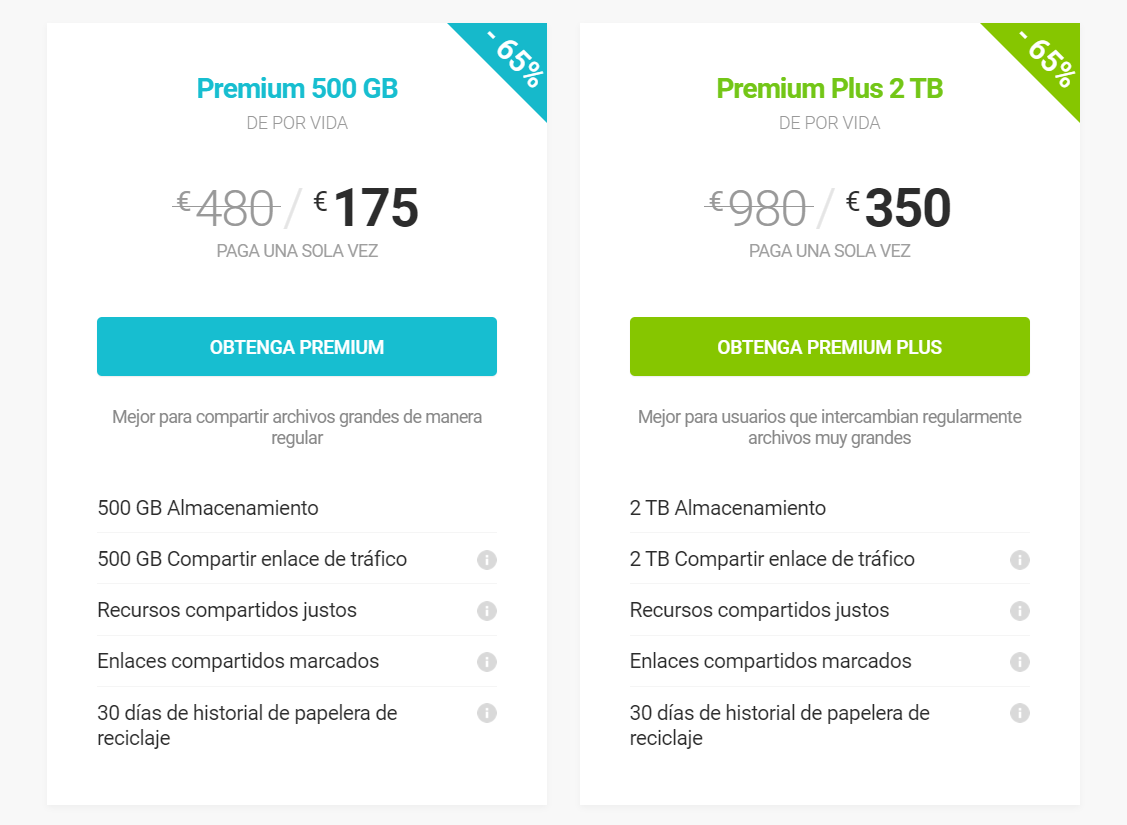 - 65%
Premium 500 GB
DE POR VIDA
€480 / €175
PAGA UNA SOLA VEZ
OBTENGA PREMIUM
Mejor para compartir archivos grandes de manera
regular
500 GB Almacenamiento
500 GB Compartir enlace de tráfico
Recursos compartidos justos
Enlaces compartidos marcados
30 días de historial de papelera de
reciclaje
- 65%
Premium Plus 2 TB
DE POR VIDA
€980 / €350
PAGA UNA SOLA VEZ
OBTENGA PREMIUM PLUS
Mejor para usuarios que intercambian regularmente
archivos muy grandes
2 TB Almacenamiento
2 TB Compartir enlace de tráfico
Recursos compartidos justos
Enlaces compartidos marcados
30 días de historial de papelera de
reciclaje